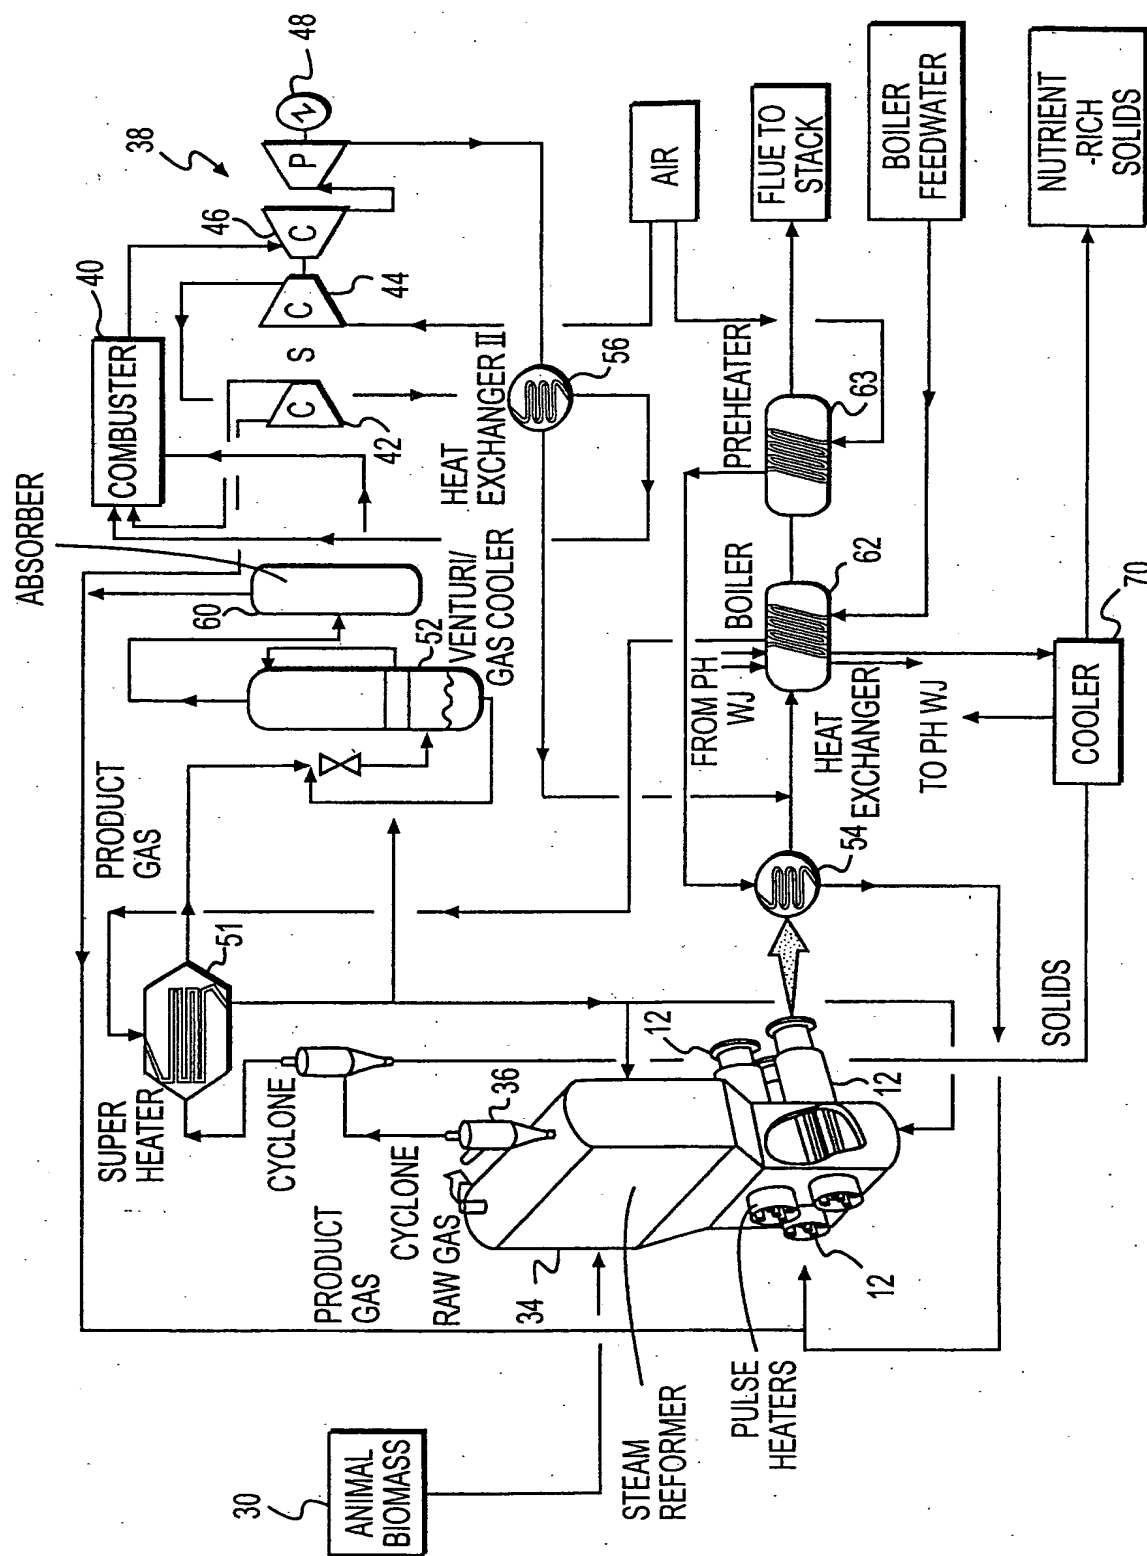 38
48
40
COMBUSTER
46
P
C
C
44
S
C
42
ABSORBER
60
52
VENTURI/
GAS COOLER
HEAT
EXCHANGER II
56
AIR
FLUE TO
STACK
BOILER
FEEDWATER
NUTRIENT
-RICH
SOLIDS
PREHEATER
63
BOILER
62
FROM PH
WJ
HEAT
EXCHANGER
54
TO PH WJ
COOLER
70
PRODUCT
GAS
51
SUPER
HEATER
CYCLONE
36
CYCLONE
RAW GAS
PRODUCT
GAS
34
12
12
12
SOLIDS
PULSE
HEATERS
STEAM
REFORMER
30
ANIMAL
BIOMASS